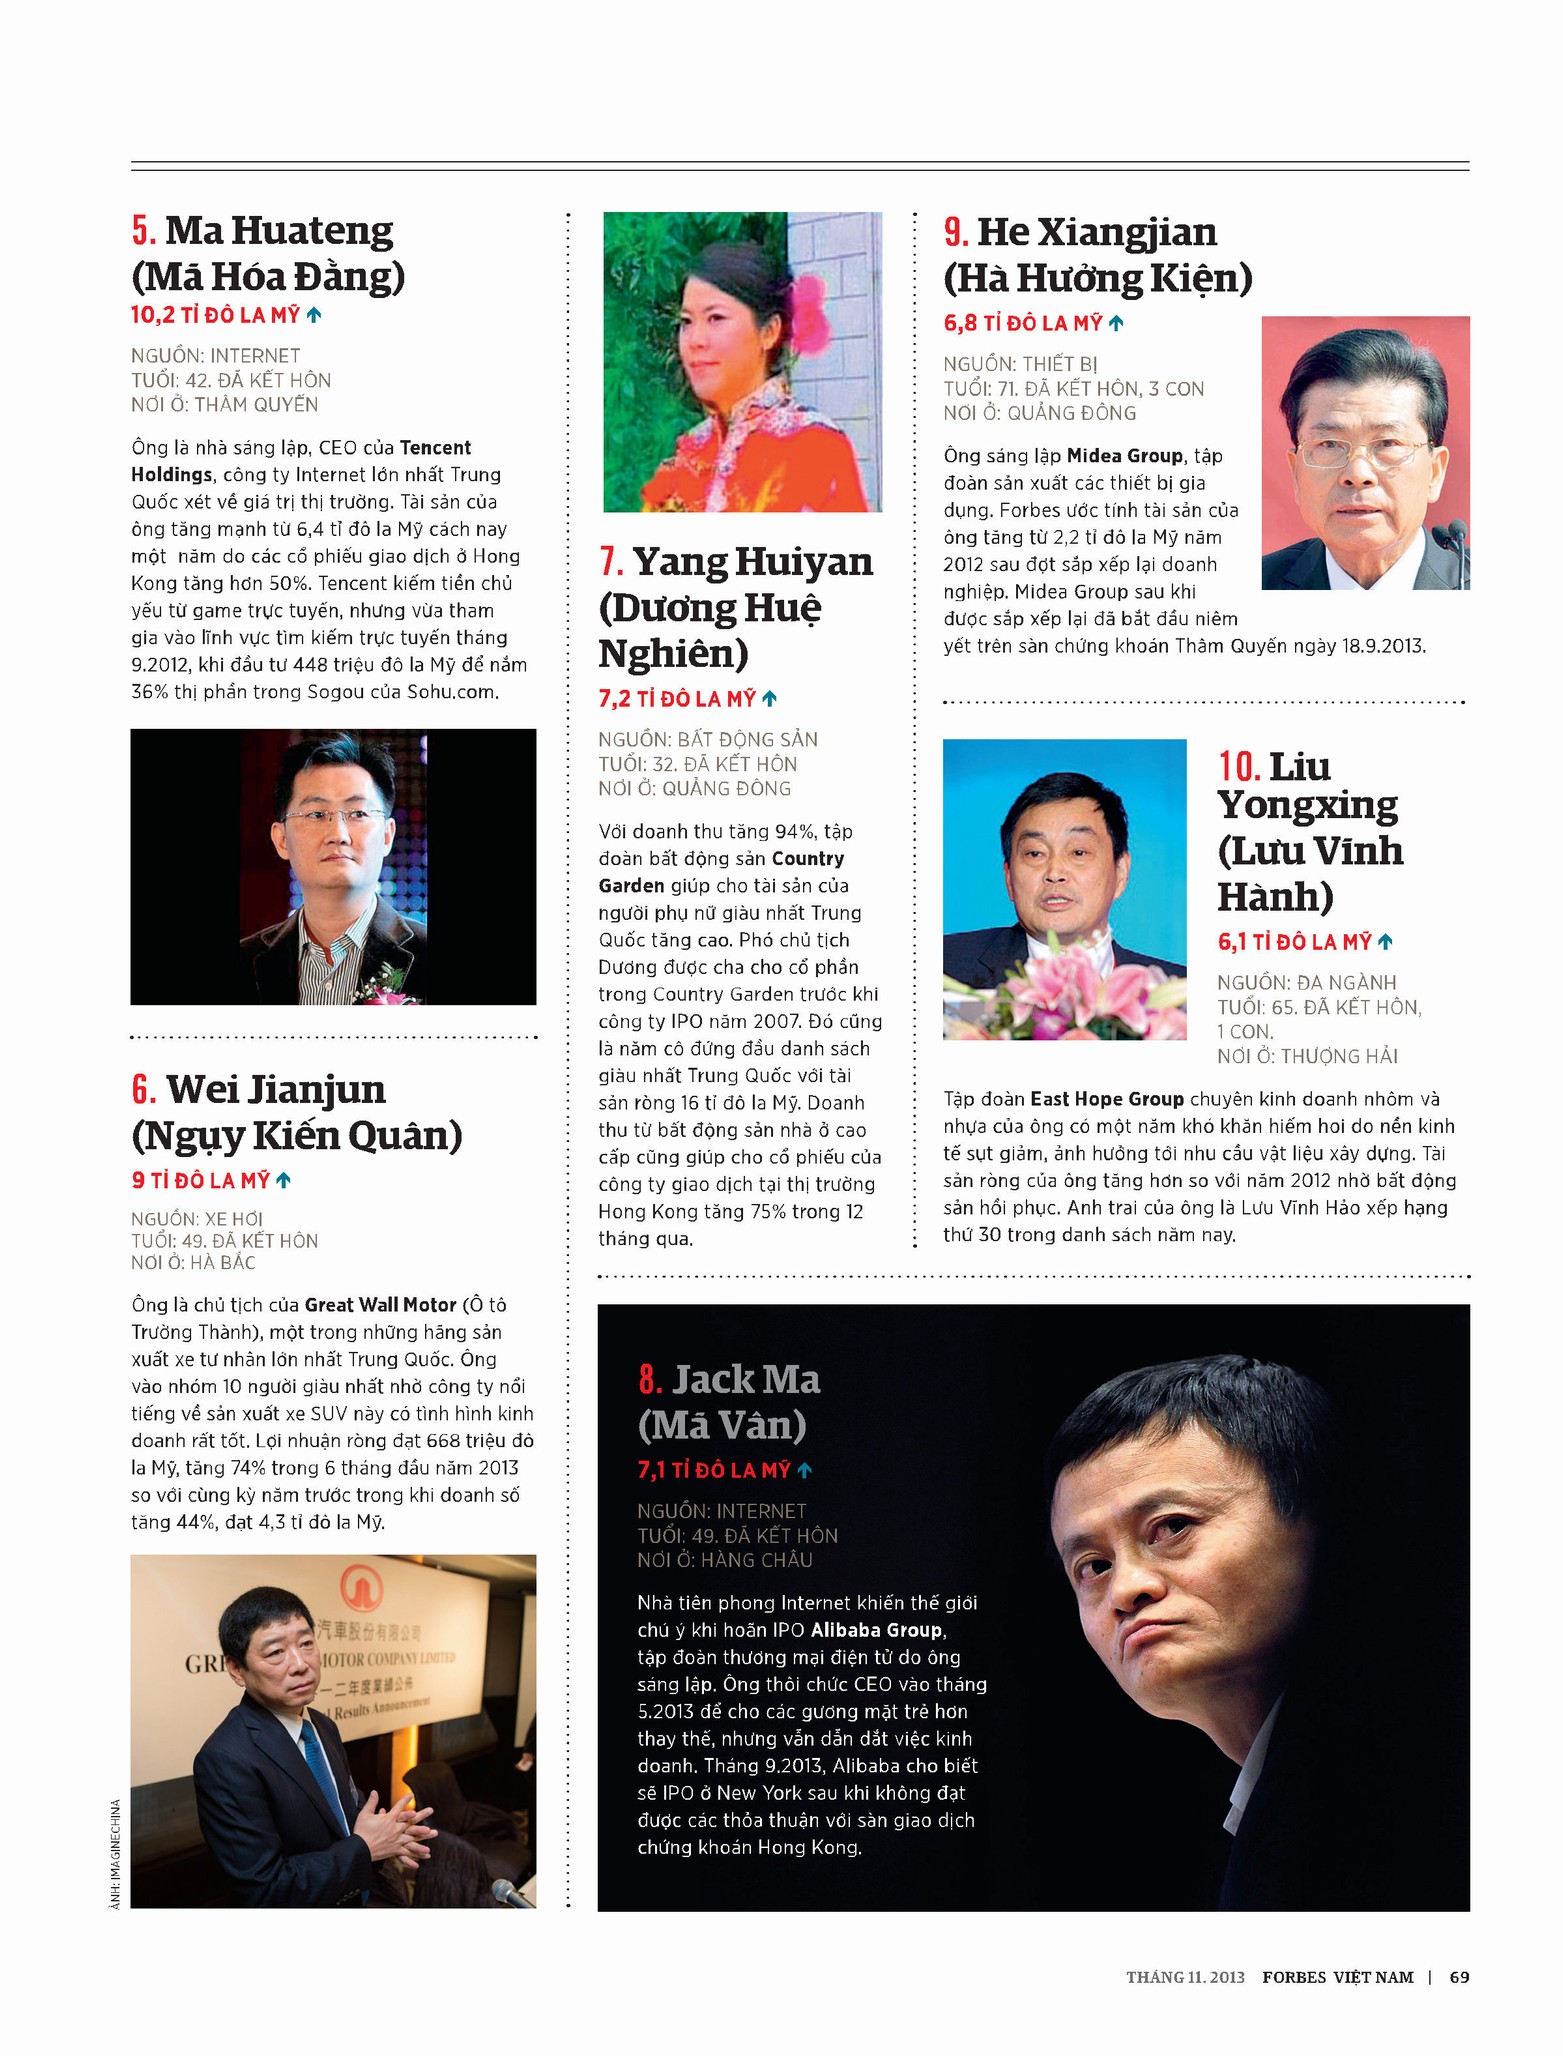 5. Ma Huateng
(Mã Hóa Đằng)
10,2 TỈ ĐÔ LA MỸ
NGUỒN: INTERNET
TUỔI: 42. ĐÃ KẾT HÔN
NƠI Ở: THÂM QUYẾN
Ông là nhà sáng lập, CEO của Tencent
Holdings, công ty Internet lớn nhất Trung
Quốc xét về giá trị thị trường. Tài sản của
ông tăng mạnh từ 6,4 tỉ đô la Mỹ cách nay
một năm do các cổ phiếu giao dịch ở Hong
Kong tăng hơn 50%. Tencent kiếm tiền chủ
yếu từ game trực tuyến, nhưng vừa tham
gia vào lĩnh vực tìm kiếm trực tuyến tháng
9.2012, khi đầu tư 448 triệu đô la Mỹ để nắm
36% thị phần trong Sogou của Sohu.com.
6. Wei Jianjun
(Ngụy Kiến Quân)
9 TỈ ĐÔ LA MỸ
NGUỒN: XE HƠI
TUỔI: 49. ĐÃ KẾT HÔN
NƠI Ở: HÀ BẮC
Ông là chủ tịch của Great Wall Motor (Ô tô
Trường Thành), một trong những hãng sản
xuất xe tư nhân lớn nhất Trung Quốc. Ông
vào nhóm 10 người giàu nhất nhờ công ty nổi
tiếng về sản xuất xe SUV này có tình hình kinh
doanh rất tốt. Lợi nhuận ròng đạt 668 triệu đô
la Mỹ, tăng 74% trong 6 tháng đầu năm 2013
so với cùng kỳ năm trước trong khi doanh số
tăng 44%, đạt 4,3 tỉ đô la Mỹ.
汽車股份有限公司
GRE
MOTOR COMPANY LIMITED
一二年度業績公佈
l Results Announcement
ẢNH: IMAGINECHINA
7. Yang Huiyan
(Dương Huệ
Nghiên)
7,2 TỈ ĐÔ LA MỸ
NGUỒN: BẤT ĐỘNG SẢN
TUỔI: 32. ĐÃ KẾT HÔN
NƠI Ở: QUẢNG ĐÔNG
Với doanh thu tăng 94%, tập
đoàn bất động sản Country
Garden giúp cho tài sản của
người phụ nữ giàu nhất Trung
Quốc tăng cao. Phó chủ tịch
Dương được cha cho cổ phần
trong Country Garden trước khi
công ty IPO năm 2007. Đó cũng
là năm cô đứng đầu danh sách
giàu nhất Trung Quốc với tài
sản ròng 16 tỉ đô la Mỹ. Doanh
thu từ bất động sản nhà ở cao
cấp cũng giúp cho cổ phiếu của
công ty giao dịch tại thị trường
Hong Kong tăng 75% trong 12
tháng qua.
9. He Xiangjian
(Hà Hưởng Kiện)
6,8 TỈ ĐÔ LA MỸ
NGUỒN: THIẾT BỊ
TUỔI: 71. ĐÃ KẾT HÔN, 3 CON
NƠI Ở: QUẢNG ĐÔNG
Ông sáng lập Midea Group, tập
đoàn sản xuất các thiết bị gia
dụng. Forbes ước tính tài sản của
ông tăng từ 2,2 tỉ đô la Mỹ năm
2012 sau đợt sắp xếp lại doanh
nghiệp. Midea Group sau khi
được sắp xếp lại đã bắt đầu niêm
yết trên sàn chứng khoán Thâm Quyến ngày 18.9.2013.
10. Liu
Yongxing
(Lưu Vĩnh
Hành)
6,1 TỈ ĐÔ LA MỸ
NGUỒN: ĐA NGÀNH
TUỔI: 65. ĐÃ KẾT HÔN,
1 CON.
NƠI Ở: THƯỢNG HẢI
Tập đoàn East Hope Group chuyên kinh doanh nhôm và
nhựa của ông có một năm khó khăn hiếm hoi do nền kinh
tế sụt giảm, ảnh hưởng tới nhu cầu vật liệu xây dựng. Tài
sản ròng của ông tăng hơn so với năm 2012 nhờ bất động
sản hồi phục. Anh trai của ông là Lưu Vĩnh Hảo xếp hạng
thứ 30 trong danh sách năm nay.
8. Jack Ma
(Mã Vân)
7,1 TỈ ĐÔ LA MỸ
NGUỒN: INTERNET
TUỔI: 49. ĐÃ KẾT HÔN
NƠI Ở: HÀNG CHÂU
Nhà tiên phong Internet khiến thế giới
chú ý khi hoãn IPO Alibaba Group,
tập đoàn thương mại điện tử do ông
sáng lập. Ông thôi chức CEO vào tháng
5.2013 để cho các gương mặt trẻ hơn
thay thế, nhưng vẫn dẫn dắt việc kinh
doanh. Tháng 9.2013, Alibaba cho biết
sẽ IPO ở New York sau khi không đạt
được các thỏa thuận với sàn giao dịch
chứng khoán Hong Kong.
THÁNG 11. 2013 FORBES VIỆT NAM | 69